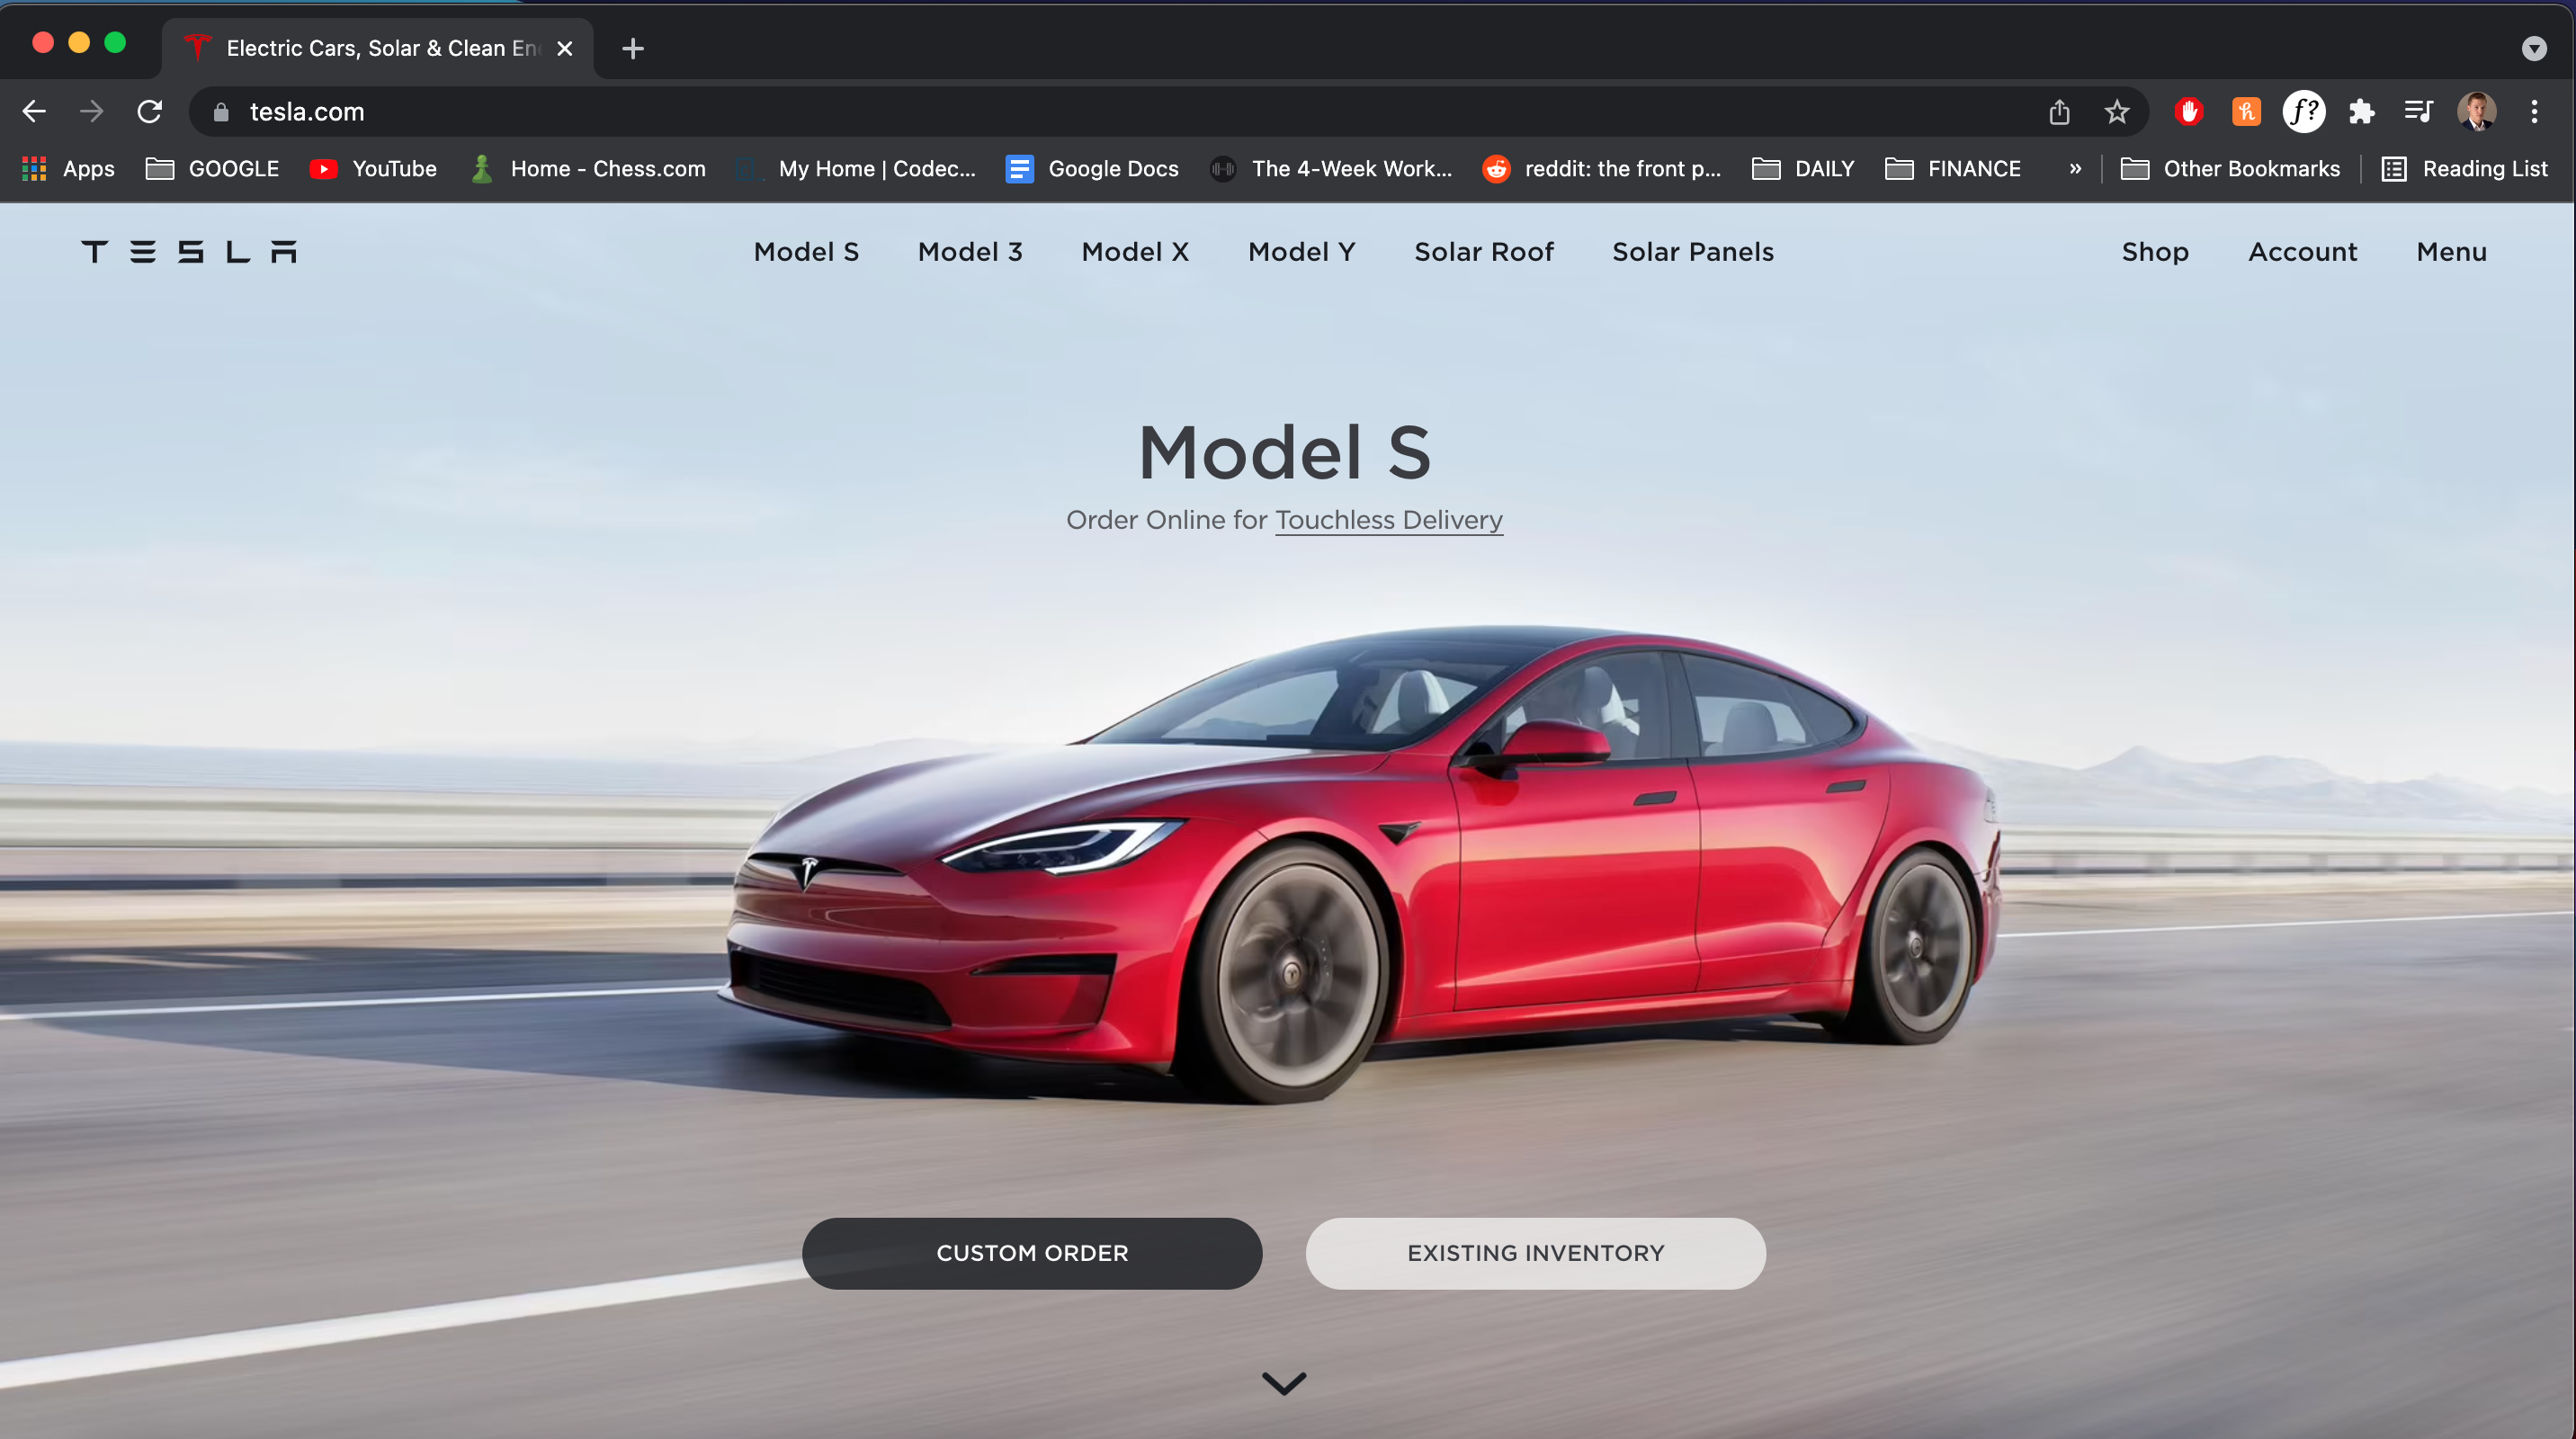 Electric Cars, Solar & Clean En
tesla.com
f?
Apps GOOGLE YouTube Home - Chess.com My Home | Codec... Google Docs The 4-Week Work... reddit: the front p... DAILY FINANCE » Other Bookmarks Reading List
TESLA Model S Model 3 Model X Model Y Solar Roof Solar Panels Shop Account Menu
Model S
Order Online for Touchless Delivery
CUSTOM ORDER EXISTING INVENTORY